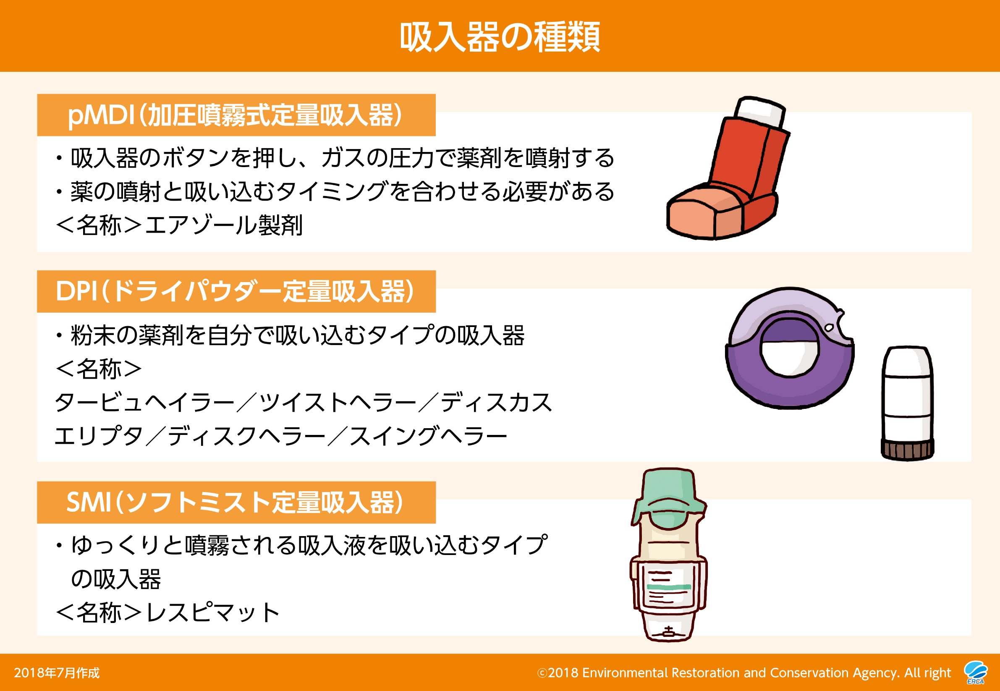 吸入器の種類
pMDI(加圧噴霧式定量吸入器)
・吸入器のボタンを押し、ガスの圧力で薬剤を噴射する
・薬の噴射と吸い込むタイミングを合わせる必要がある
＜名称＞エアゾール製剤
DPI(ドライパウダー定量吸入器)
・粉末の薬剤を自分で吸い込むタイプの吸入器
＜名称＞
タービュヘイラー／ツイストヘラー／ディスカス
エリプタ／ディスクヘラー／スイングヘラー
SMI(ソフトミスト定量吸入器)
・ゆっくりと噴霧される吸入液を吸い込むタイプ
の吸入器
＜名称＞レスピマット
2018年7月作成
©2018 Environmental Restoration and Conservation Agency. All right
ERCA